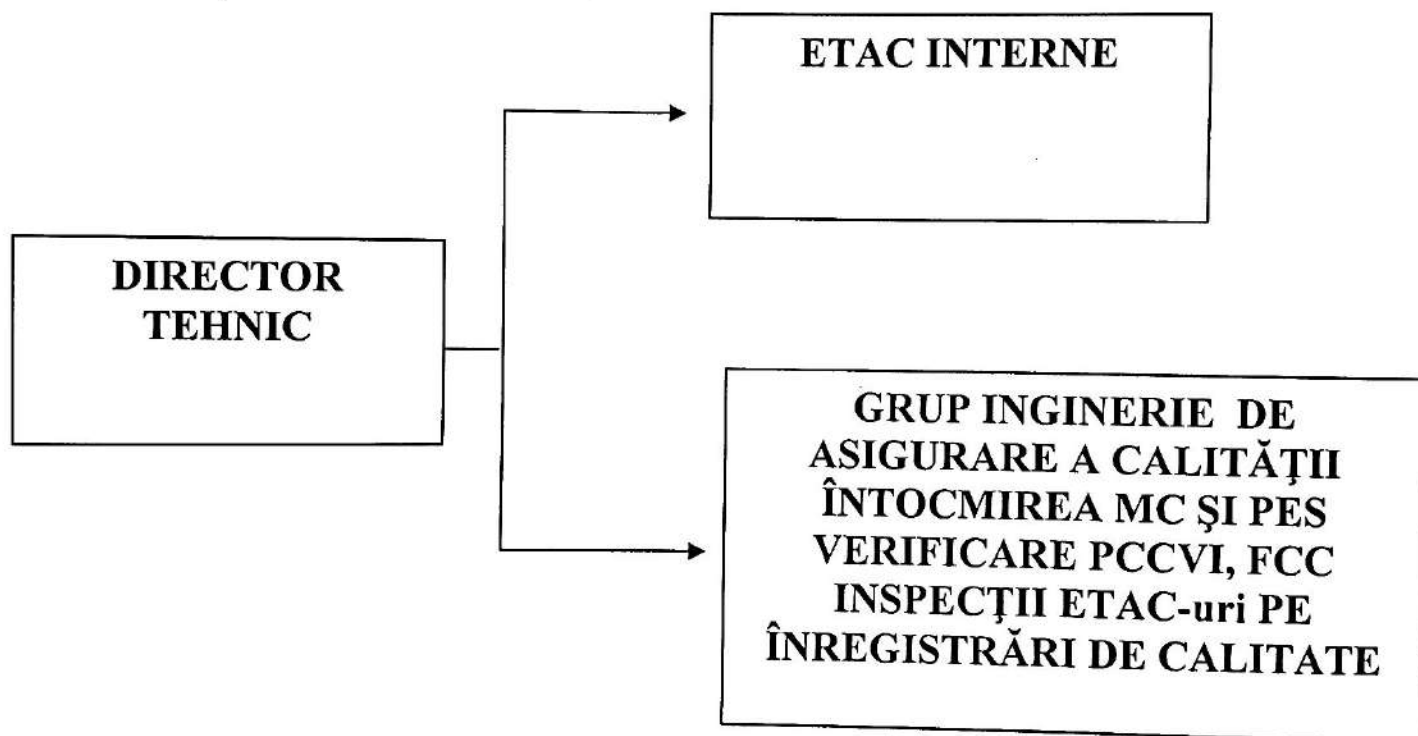 ETAC INTERNE
DIRECTOR
TEHNIC
GRUP INGINERIE DE
ASIGURARE A CALITĂŢII
ÎNTOCMIREA MC ŞI PES
VERIFICARE PCCVI, FCC
INSPECŢII ETAC-uri PE
ÎNREGISTRĂRI DE CALITATE